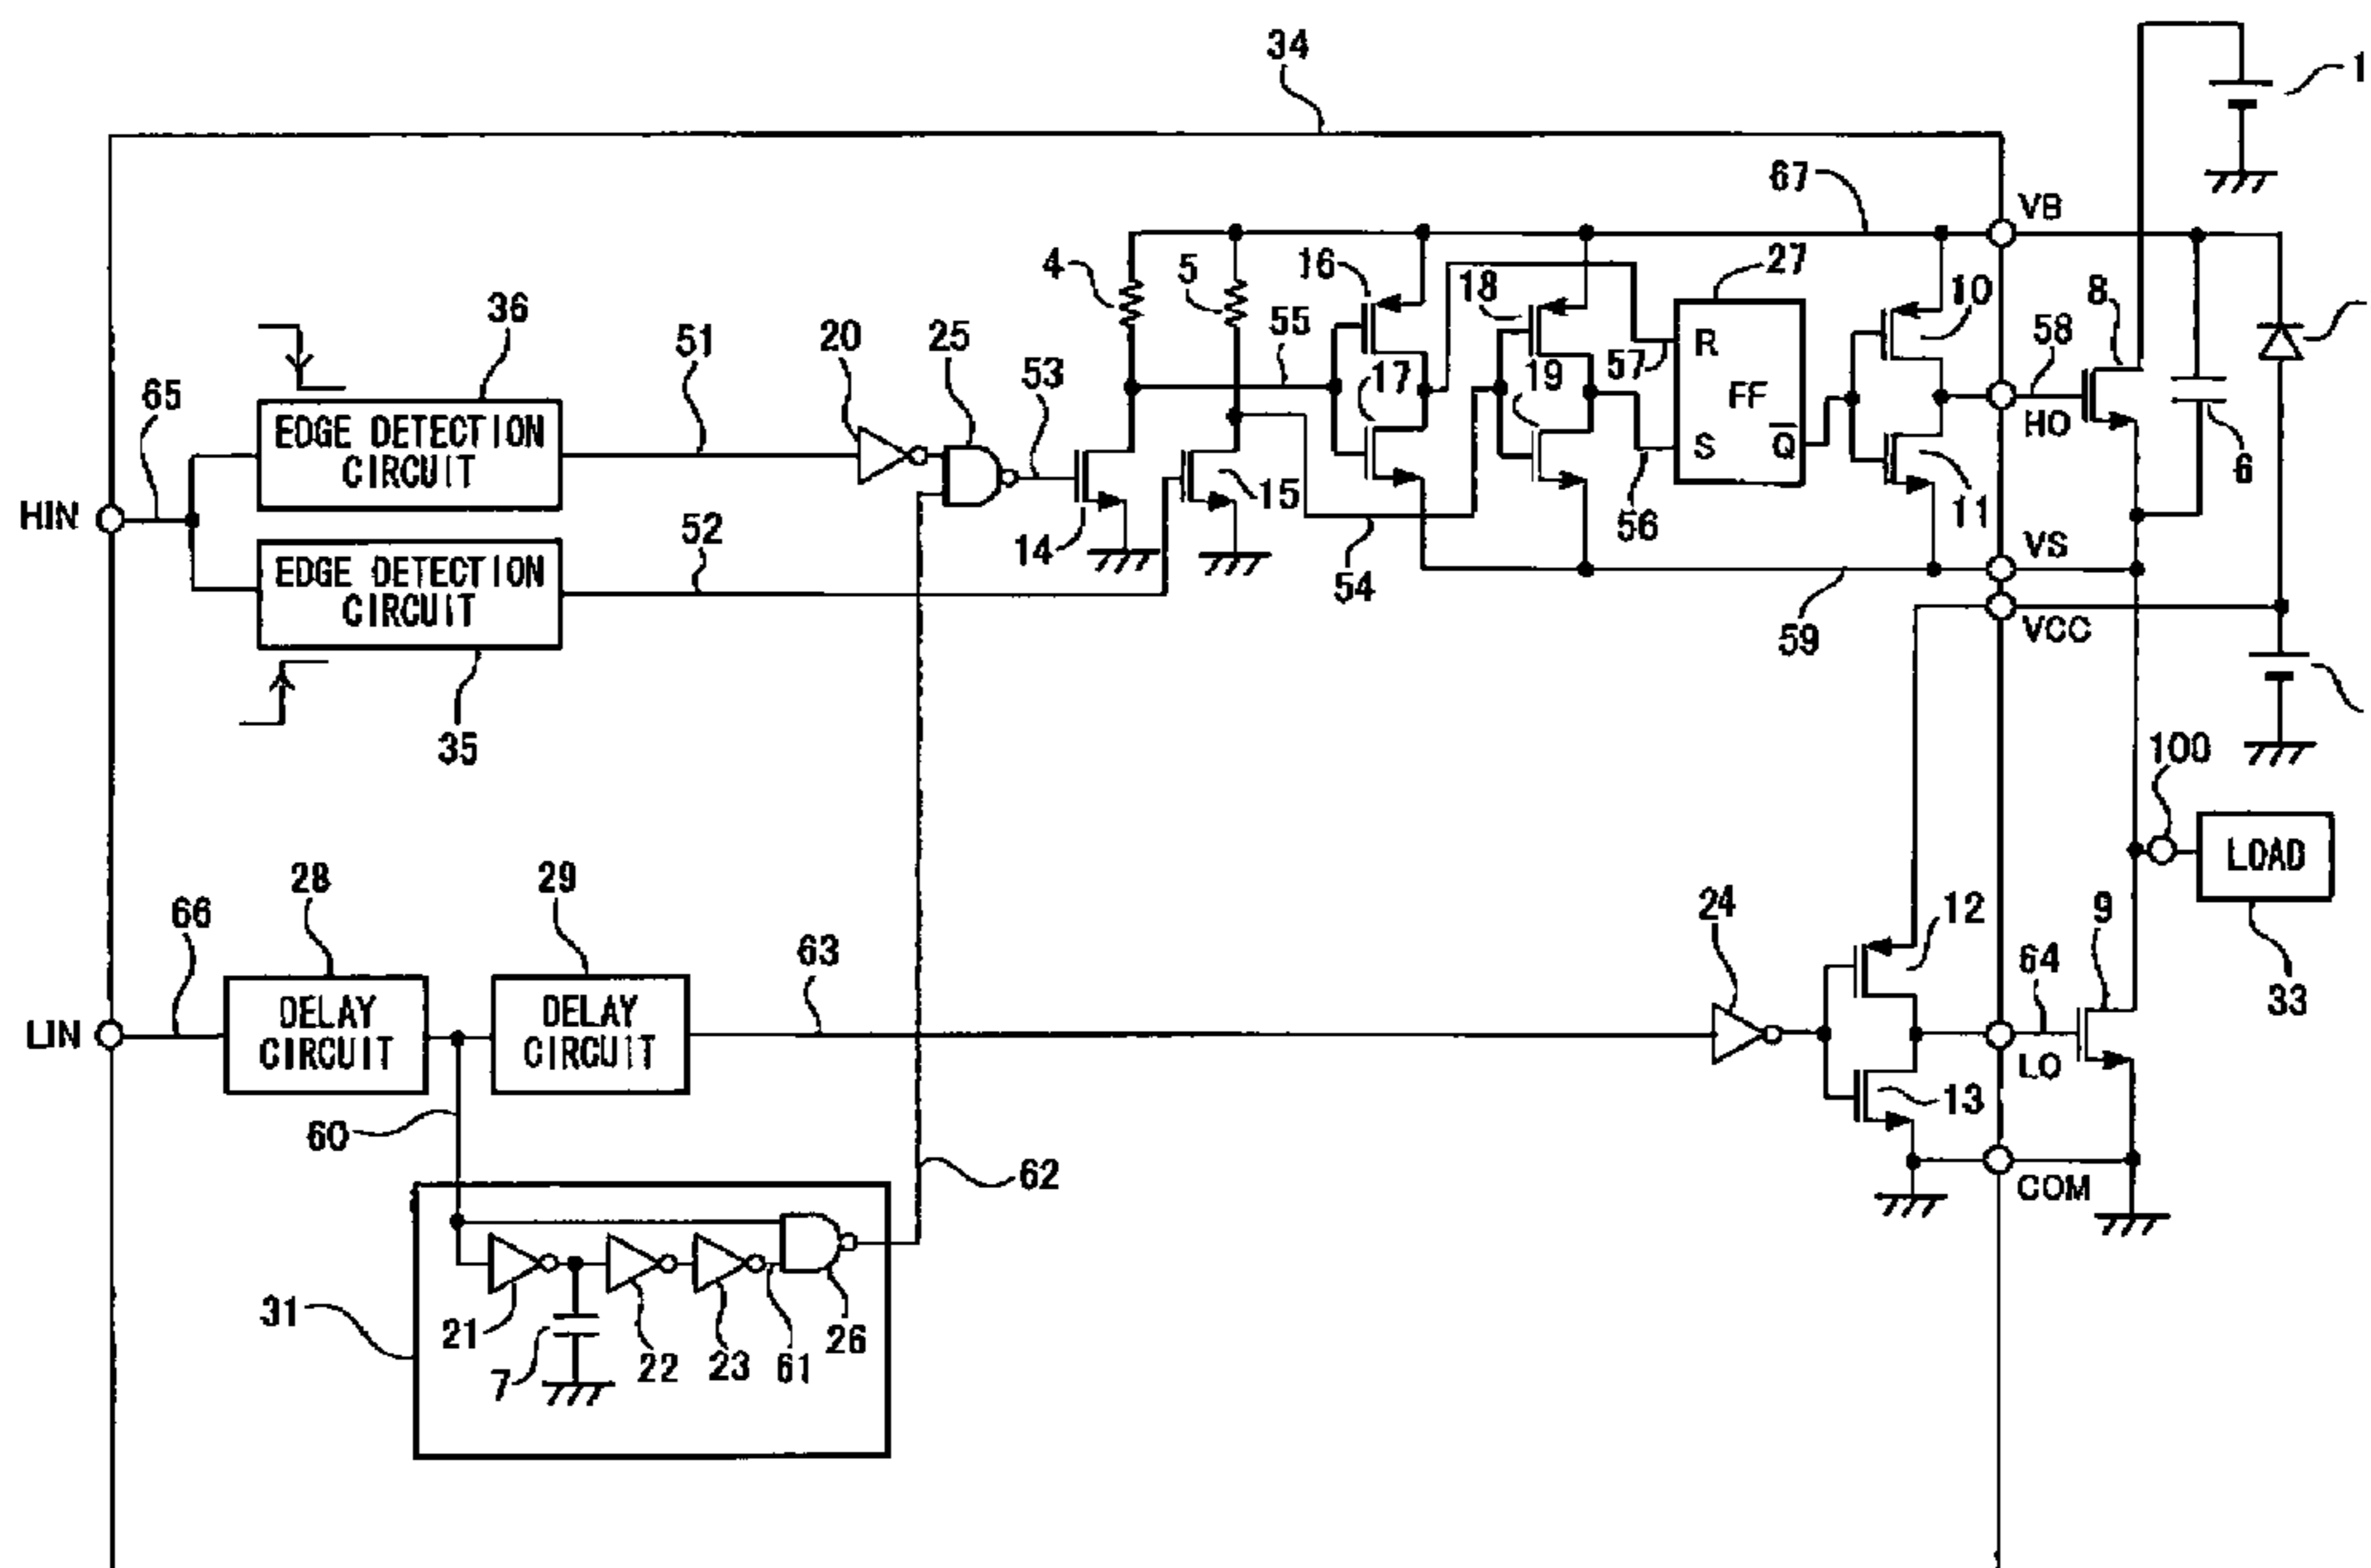 34
1
67
VB
4
5
16
18
27
10
58
8
36
55
R
57
20
25
51
53
17
19
FF
HO
65
EDGE DETECTION
CIRCUIT
S
Q̅
6
HIN
52
14
15
54
56
11
VS
EDGE DETECTION
CIRCUIT
59
VCC
35
100
LOAD
28
29
24
12
9
66
63
64
33
DELAY
CIRCUIT
DELAY
CIRCUIT
LIN
LO
13
60
62
COM
31
21
7
22
23
61
26